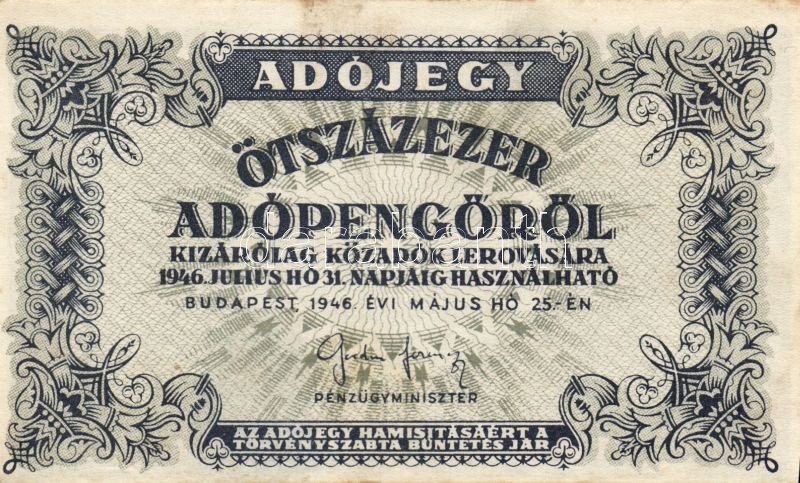 ADÓJEGY
ÖTSZÁZEZER
ADÓPENGŐRŐL
KIZÁRÓLAG KÖZADÓK LEROVÁSÁRA
1946. JULIUS HÓ 31. NAPJÁIG HASZNÁLHATÓ
BUDAPEST, 1946. ÉVI MÁJUS HÓ 25.-ÉN
PÉNZÜGYMINISZTER
AZ ADÓJEGY HAMISITÁSÁÉRT A
TÖRVÉNYSZABTA BÜNTETÉS JÁR